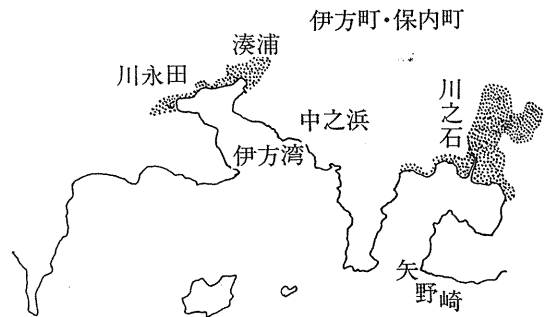 伊方町・保内町
湊浦
川永田
川之石
中之浜
伊方湾
矢野崎